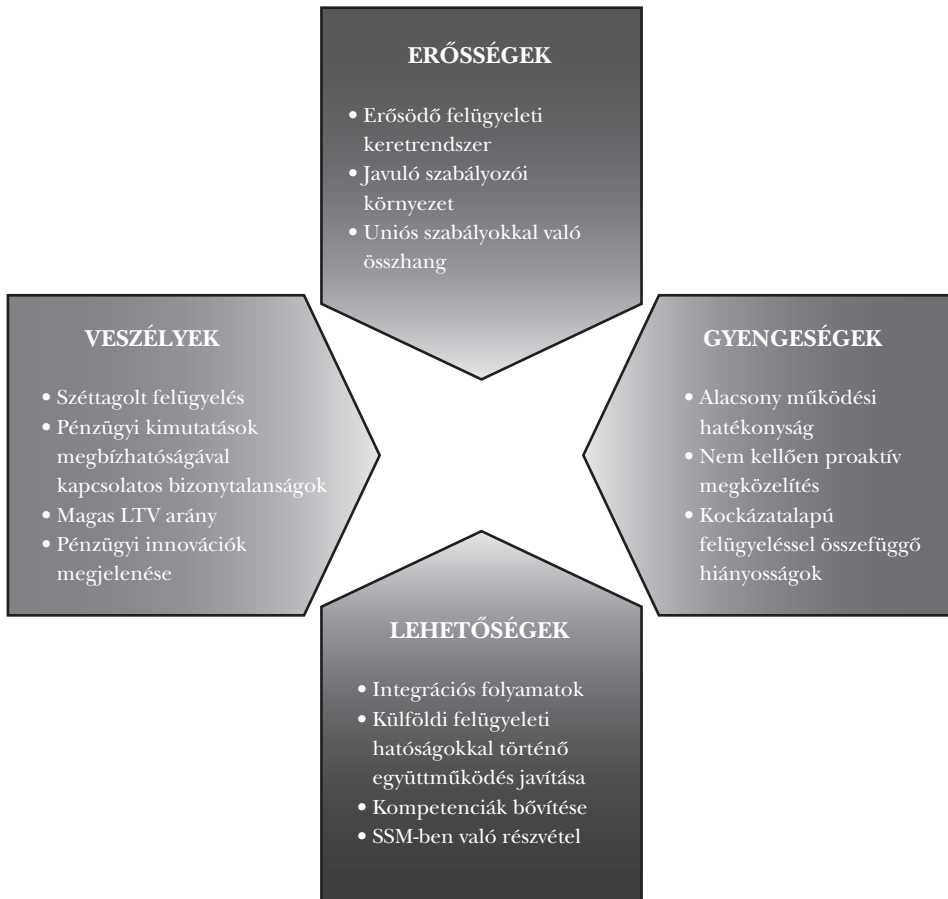 ERŐSSÉGEK
• Erősödő felügyeleti
keretrendszer
• Javuló szabályozói
környezet
• Uniós szabályokkal való
összhang
VESZÉLYEK
• Széttagolt felügyelés
• Pénzügyi kimutatások
megbízhatóságával
kapcsolatos bizonytalanságok
• Magas LTV arány
• Pénzügyi innovációk
megjelenése
GYENGESÉGEK
• Alacsony működési
hatékonyság
• Nem kellően proaktív
megközelítés
• Kockázatalapú
felügyeléssel összefüggő
hiányosságok
LEHETŐSÉGEK
• Integrációs folyamatok
• Külföldi felügyeleti
hatóságokkal történő
együttműködés javítása
• Kompetenciák bővítése
• SSM-ben való részvétel